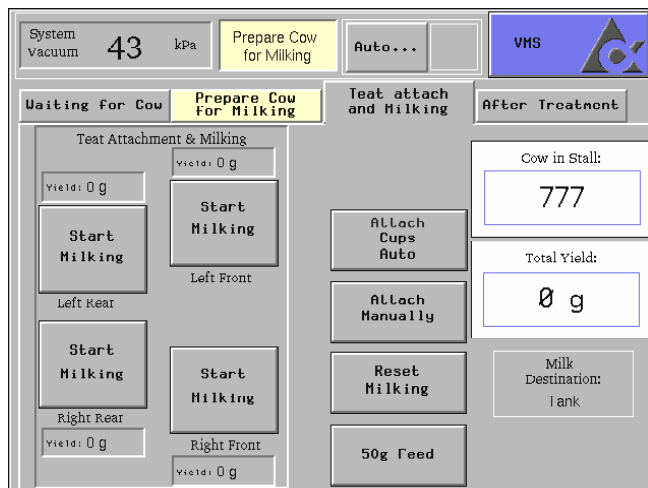 System
Vacuum 43 kPa
Prepare Cow
for Milking
Auto...
VMS
Waiting for Cow
Prepare Cow
for Milking
Teat attach
and Milking
After Treatment
Teat Attachment & Milking
Yield: 0 g
Yield: 0 g
Start
Milking
Left Rear
Start
Milking
Left Front
Start
Milking
Right Rear
Yield: 0 g
Start
Milking
Right Front
Yield: 0 g
Attach
Cups
Auto
Attach
Manually
Reset
Milking
50g Feed
Cow in Stall:
777
Total Yield:
0 g
Milk
Destination:
Tank